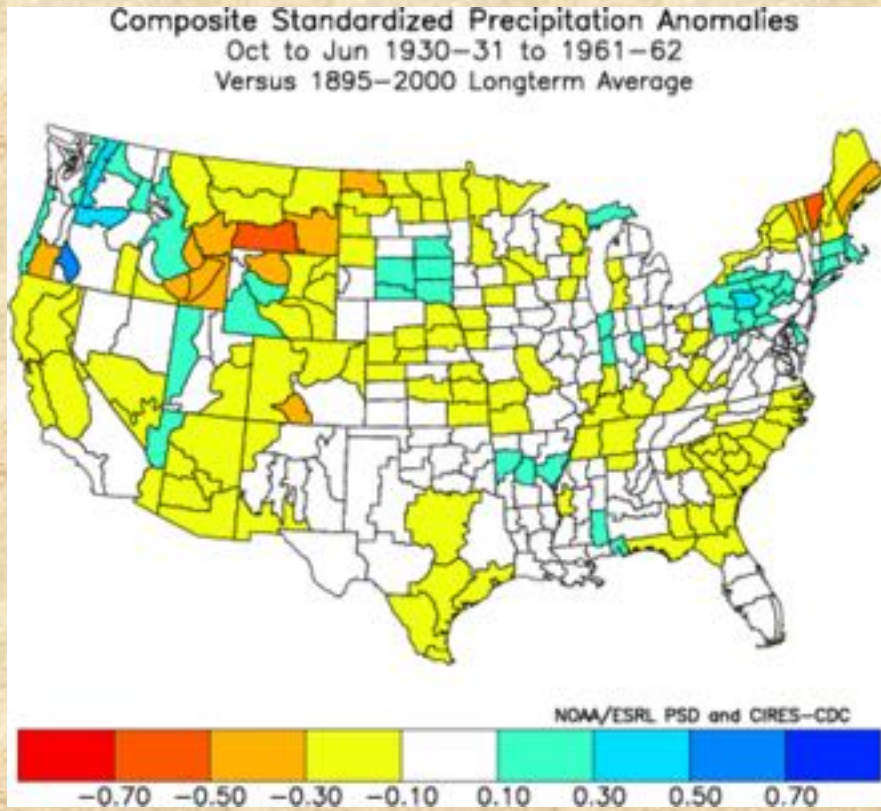 Composite Standardized Precipitation Anomalies
Oct to Jun 1930-31 to 1961-62
Versus 1895-2000 Longterm Average
NOAA/ESRL PSD and CIRES-CDC
-0.70 -0.50 -0.30 -0.10 0.10 0.30 0.50 0.70